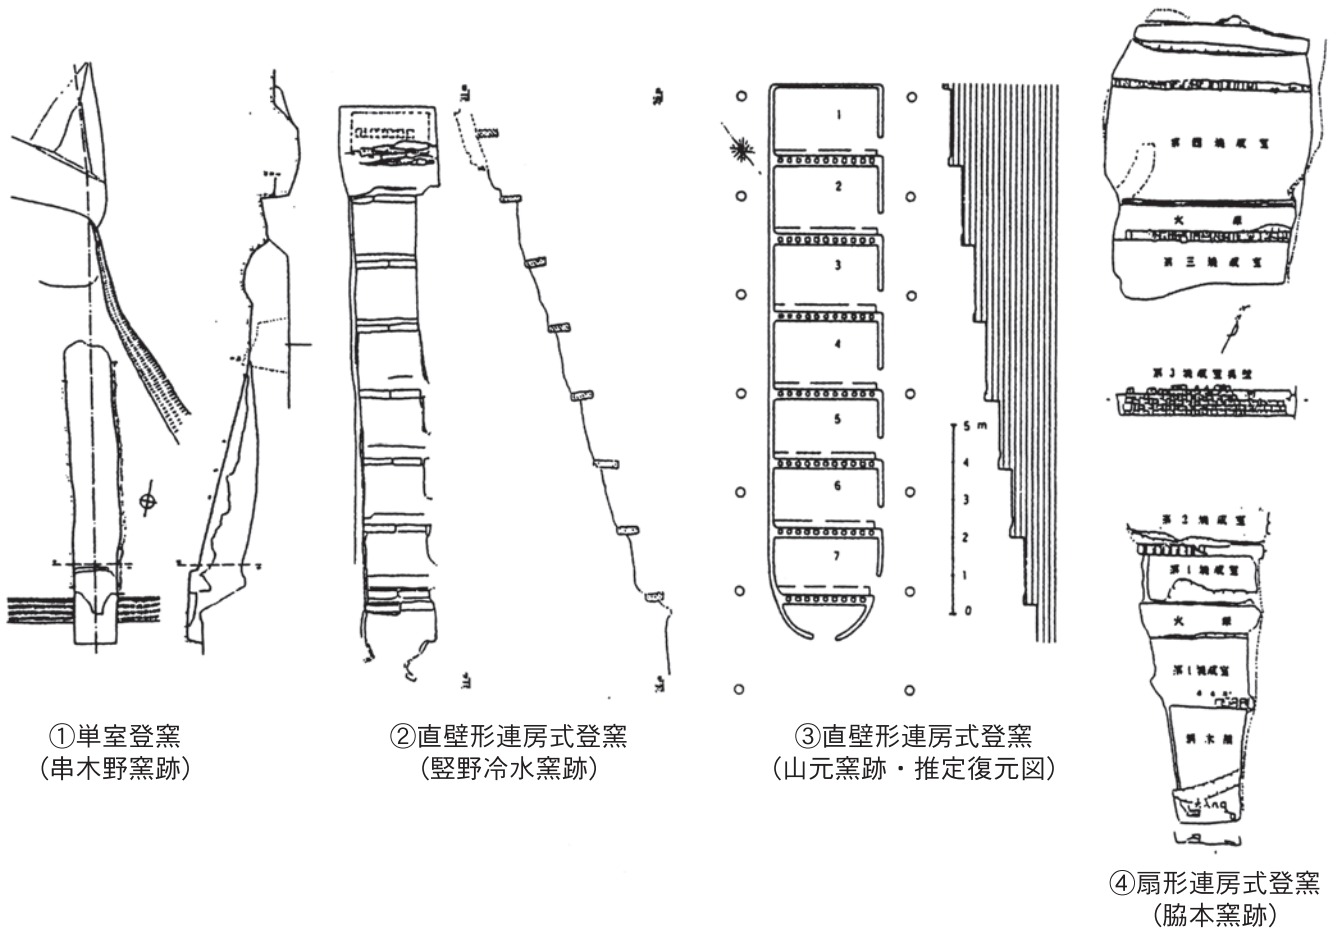 ①単室登窯
(串木野窯跡)
②直壁形連房式登窯
(竪野冷水窯跡)
1
2
3
4
5
6
7
5 m
4
3
2
1
0
③直壁形連房式登窯
(山元窯跡・推定復元図)
第四焼成室
火床
第三焼成室
第3焼成室奥壁
第2焼成室
第1焼成室
火床
第1焼成室
④扇形連房式登窯
(脇本窯跡)